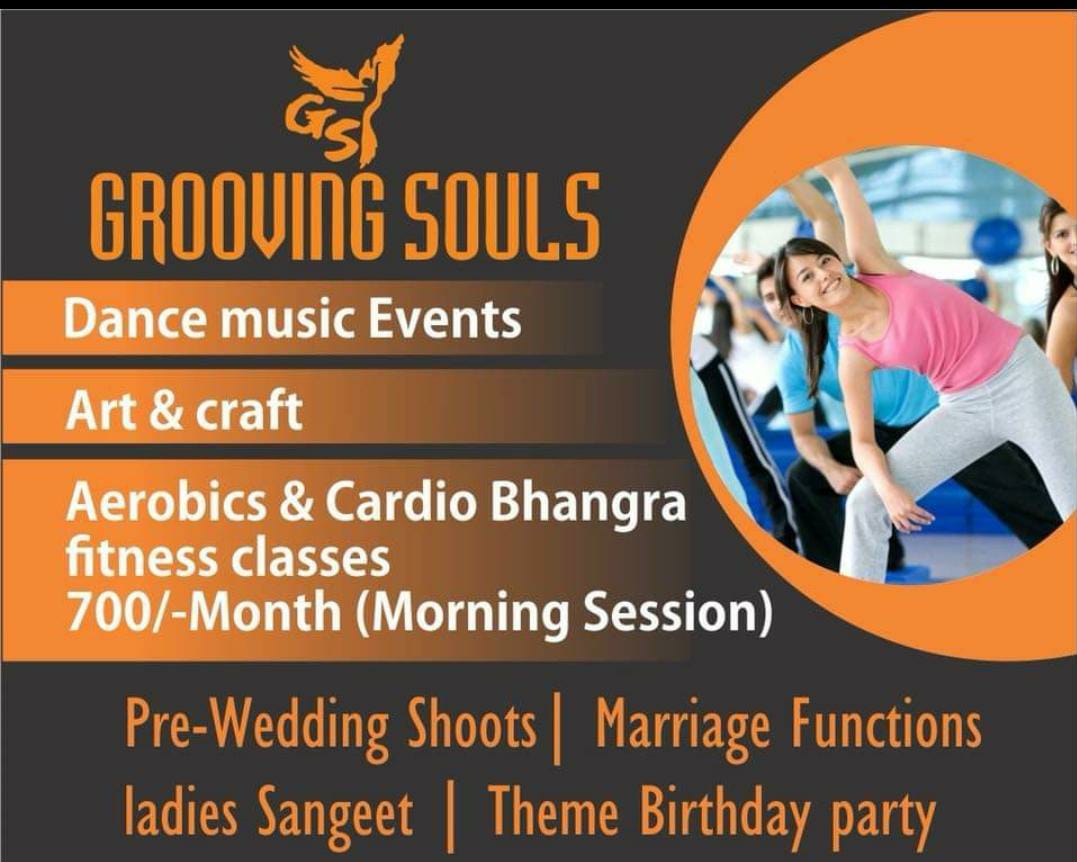 GS
GROOVING SOULS
Dance music Events
Art & craft
Aerobics & Cardio Bhangra
fitness classes
700/-Month (Morning Session)
Pre-Wedding Shoots | Marriage Functions
ladies Sangeet | Theme Birthday party